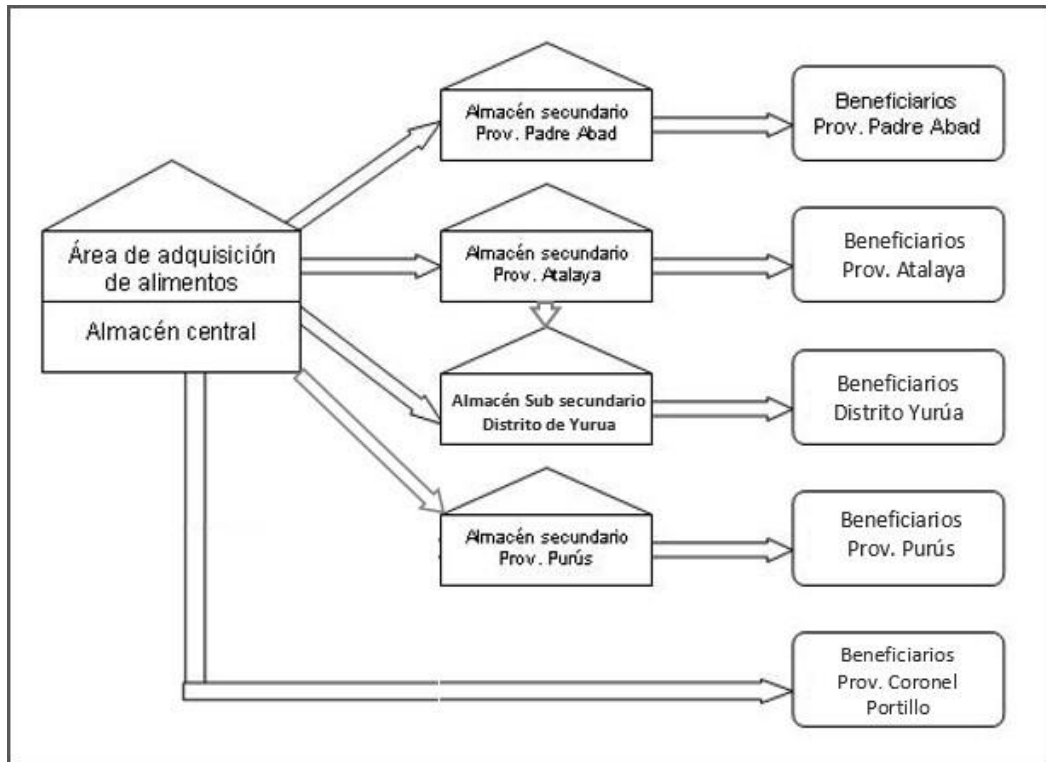 Almacén secundario
Prov. Padre Abad
Beneficiarios
Prov. Padre Abad
Área de adquisición
de alimentos
Almacén central
Almacén secundario
Prov. Atalaya
Beneficiarios
Prov. Atalaya
Almacén Sub secundario
Distrito de Yurua
Beneficiarios
Distrito Yurúa
Almacén secundario
Prov. Purús
Beneficiarios
Prov. Purús
Beneficiarios
Prov. Coronel
Portillo